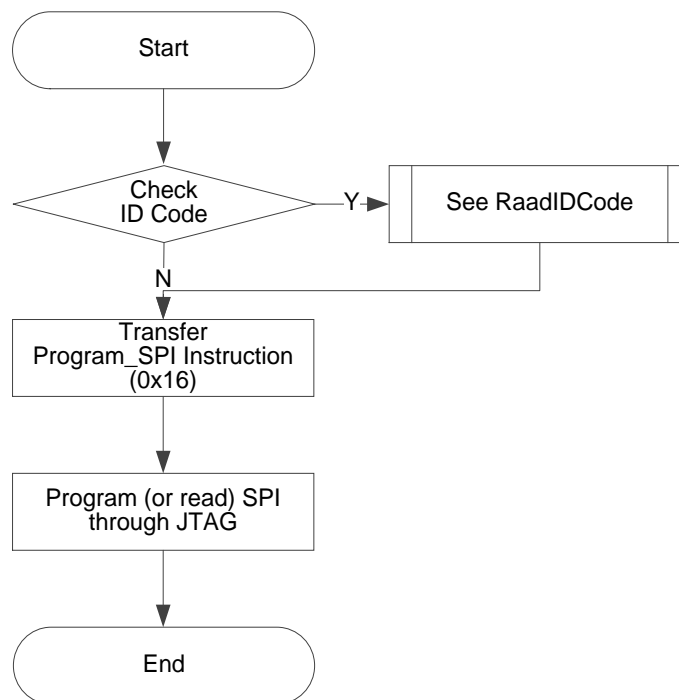 Start
Check
ID Code
Y
See RaadIDCode
N
Transfer
Program_SPI Instruction
(0x16)
Program (or read) SPI
through JTAG
End